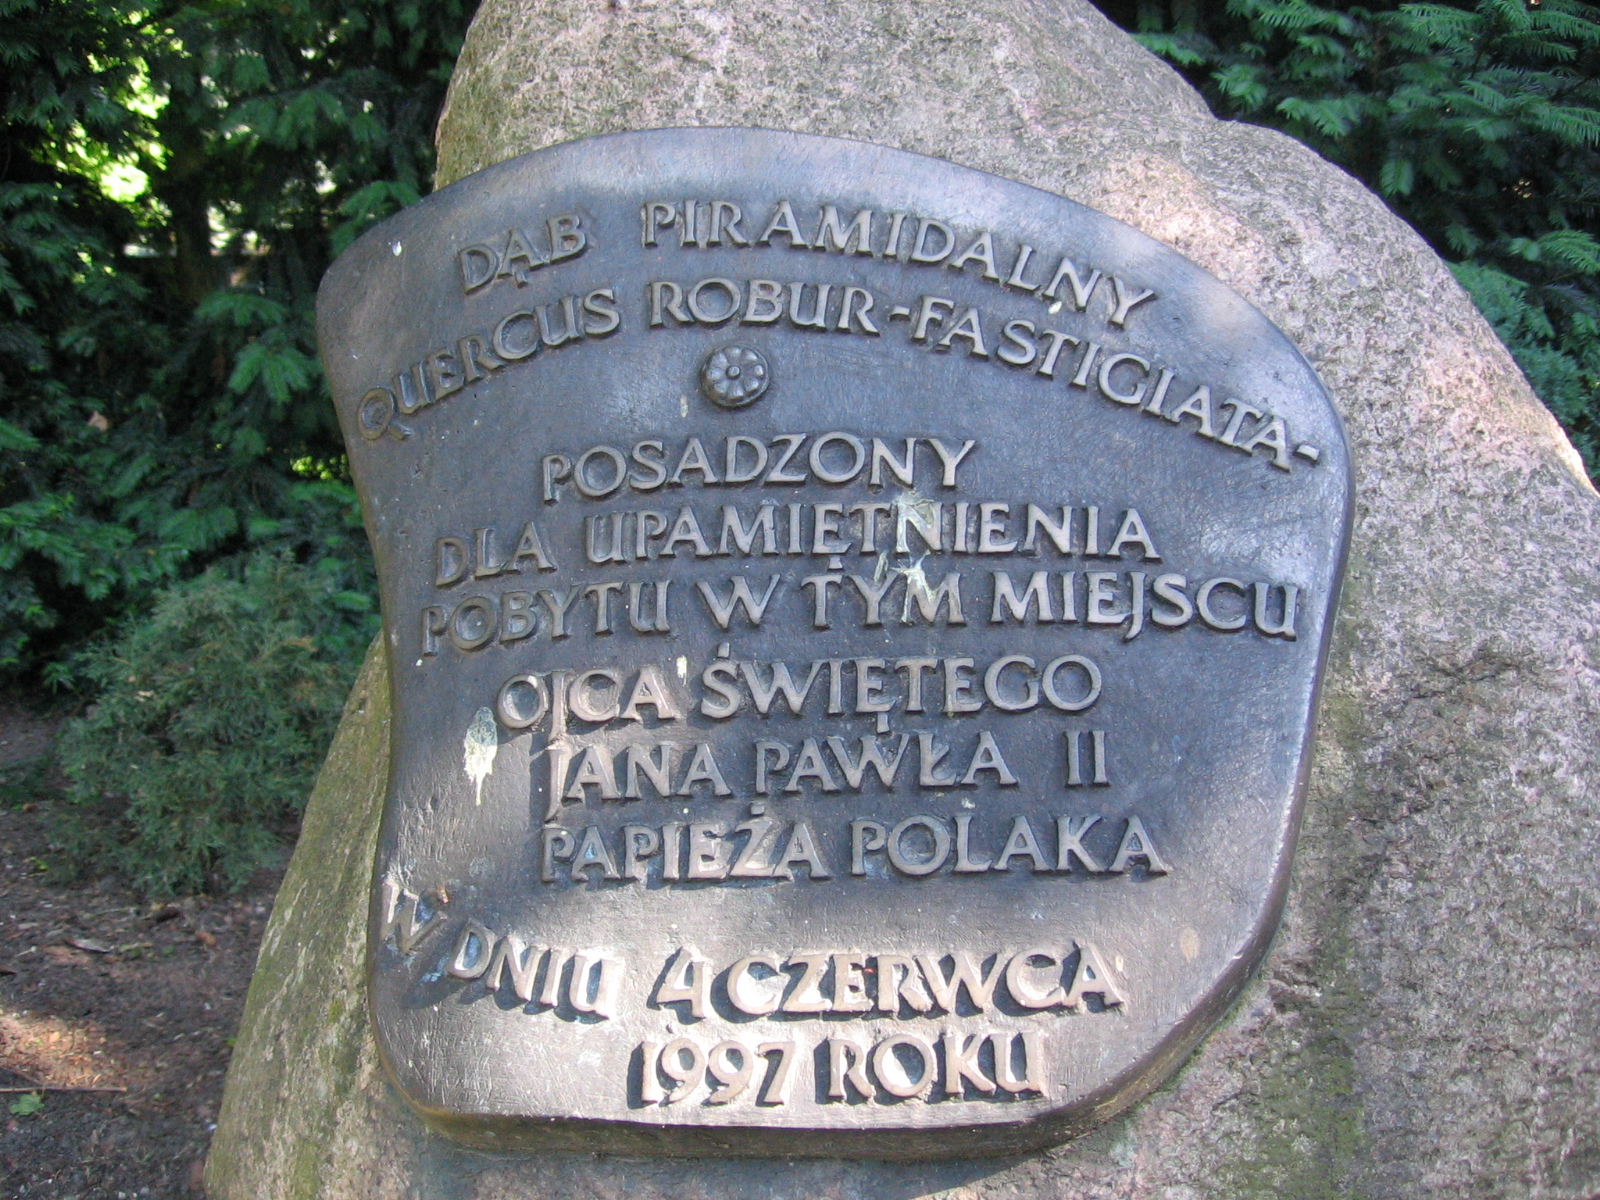 DĄB PIRAMIDALNY
QUERCUS ROBUR-FASTIGIATA-
POSADZONY
DLA UPAMIĘTNIENIA
POBYTU W TYM MIEJSCU
OJCA ŚWIĘTEGO
JANA PAWŁA II
PAPIEŻA POLAKA
W DNIU 4 CZERWCA
1997 ROKU